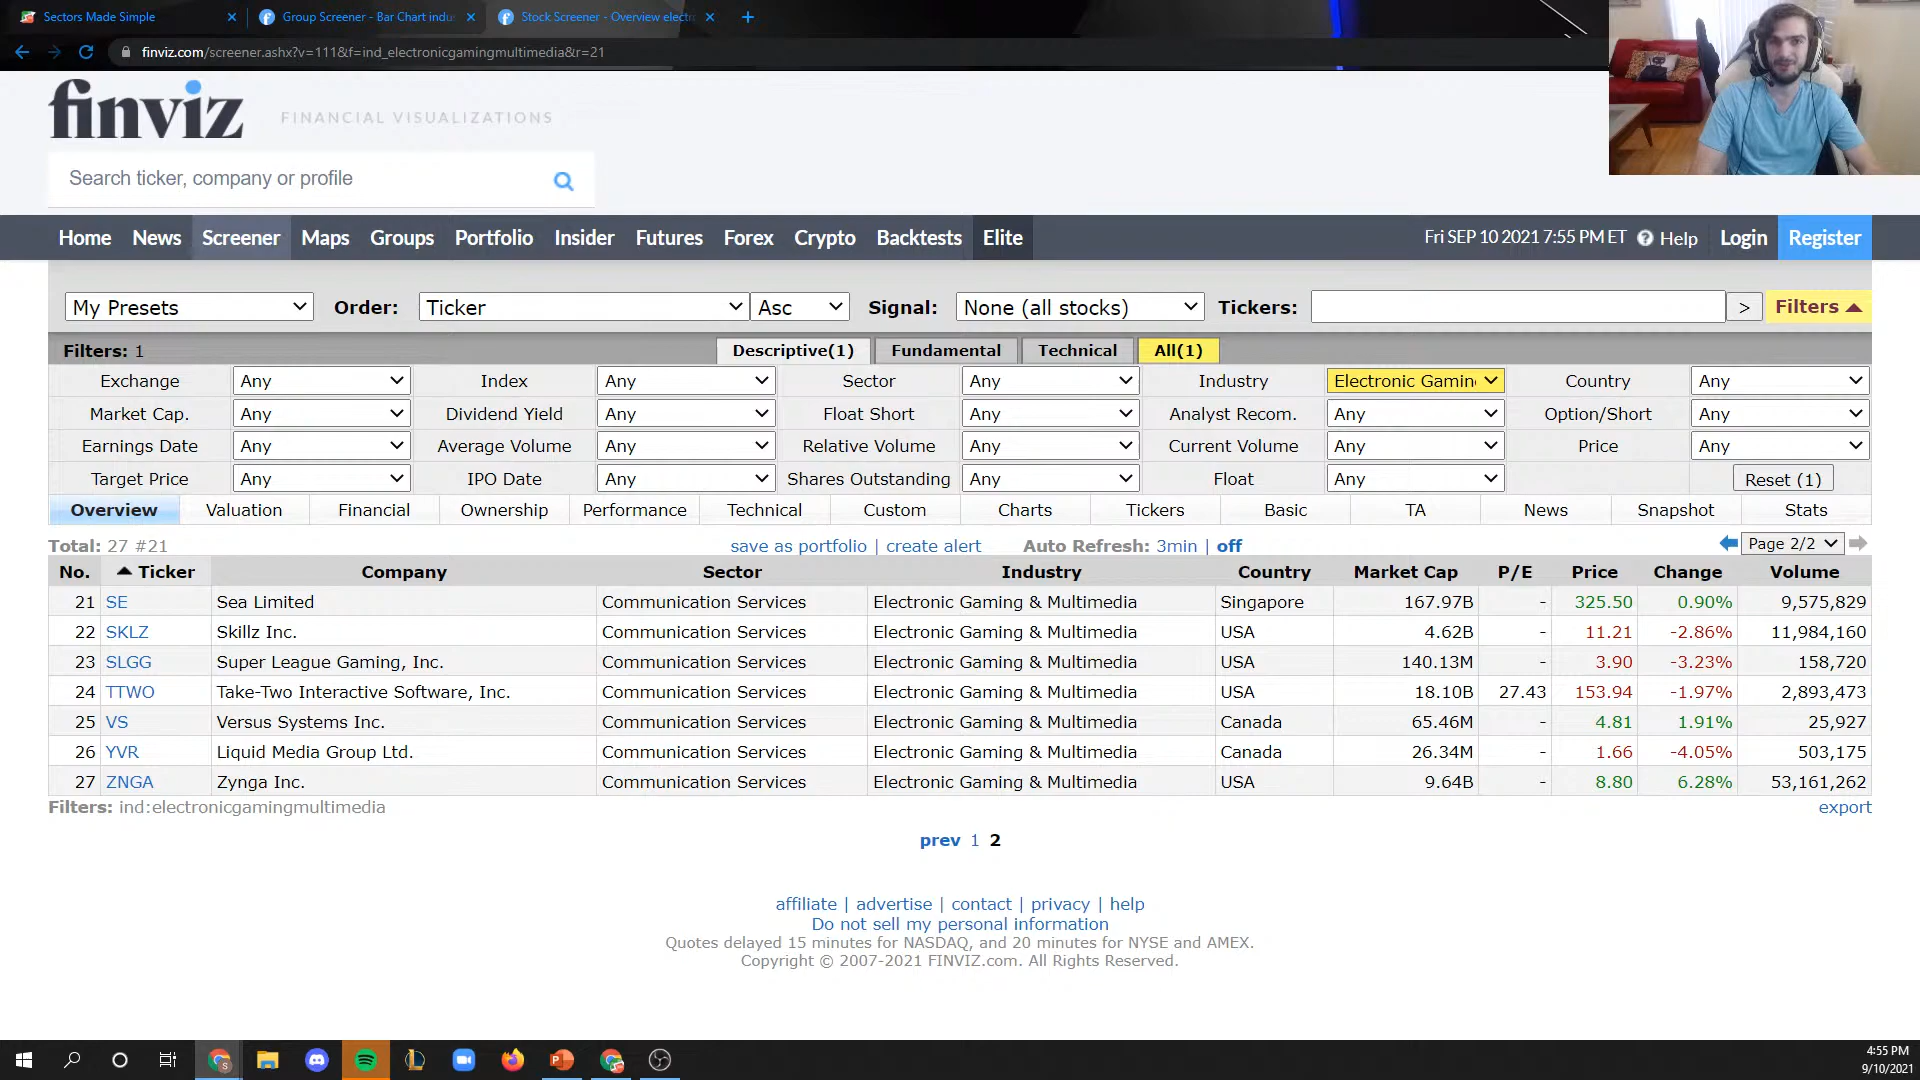 Sectors Made Simple
Group Screener - Bar Chart indu
Stock Screener - Overview electr
finviz.com/screener.ashx?v=111&f=ind_electronicgamingmultimedia&r=21
finviz FINANCIAL VISUALIZATIONS
Search ticker, company or profile
Home News Screener Maps Groups Portfolio Insider Futures Forex Crypto Backtests Elite Fri SEP 10 2021 7:55 PM ET ? Help Login Register
My Presets Order: Ticker Asc Signal: None (all stocks) Tickers: > Filters
Filters: 1 Descriptive(1) Fundamental Technical All(1)
Exchange Any Index Any Sector Any Industry Electronic Gamin Country Any
Market Cap. Any Dividend Yield Any Float Short Any Analyst Recom. Any Option/Short Any
Earnings Date Any Average Volume Any Relative Volume Any Current Volume Any Price Any
Target Price Any IPO Date Any Shares Outstanding Any Float Any Reset (1)
Overview Valuation Financial Ownership Performance Technical Custom Charts Tickers Basic TA News Snapshot Stats
Total: 27 #21 save as portfolio | create alert Auto Refresh: 3min | off Page 2/2
No. Ticker Company Sector Industry Country Market Cap P/E Price Change Volume
21 SE Sea Limited Communication Services Electronic Gaming & Multimedia Singapore 167.97B - 325.50 0.90% 9,575,829
22 SKLZ Skillz Inc. Communication Services Electronic Gaming & Multimedia USA 4.62B - 11.21 -2.86% 11,984,160
23 SLGG Super League Gaming, Inc. Communication Services Electronic Gaming & Multimedia USA 140.13M - 3.90 -3.23% 158,720
24 TTWO Take-Two Interactive Software, Inc. Communication Services Electronic Gaming & Multimedia USA 18.10B 27.43 153.94 -1.97% 2,893,473
25 VS Versus Systems Inc. Communication Services Electronic Gaming & Multimedia Canada 65.46M - 4.81 1.91% 25,927
26 YVR Liquid Media Group Ltd. Communication Services Electronic Gaming & Multimedia Canada 26.34M - 1.66 -4.05% 503,175
27 ZNGA Zynga Inc. Communication Services Electronic Gaming & Multimedia USA 9.64B - 8.80 6.28% 53,161,262
Filters: ind:electronicgamingmultimedia export
prev 1 2
affiliate | advertise | contact | privacy | help
Do not sell my personal information
Quotes delayed 15 minutes for NASDAQ, and 20 minutes for NYSE and AMEX.
Copyright © 2007-2021 FINVIZ.com. All Rights Reserved.
4:55 PM
9/10/2021